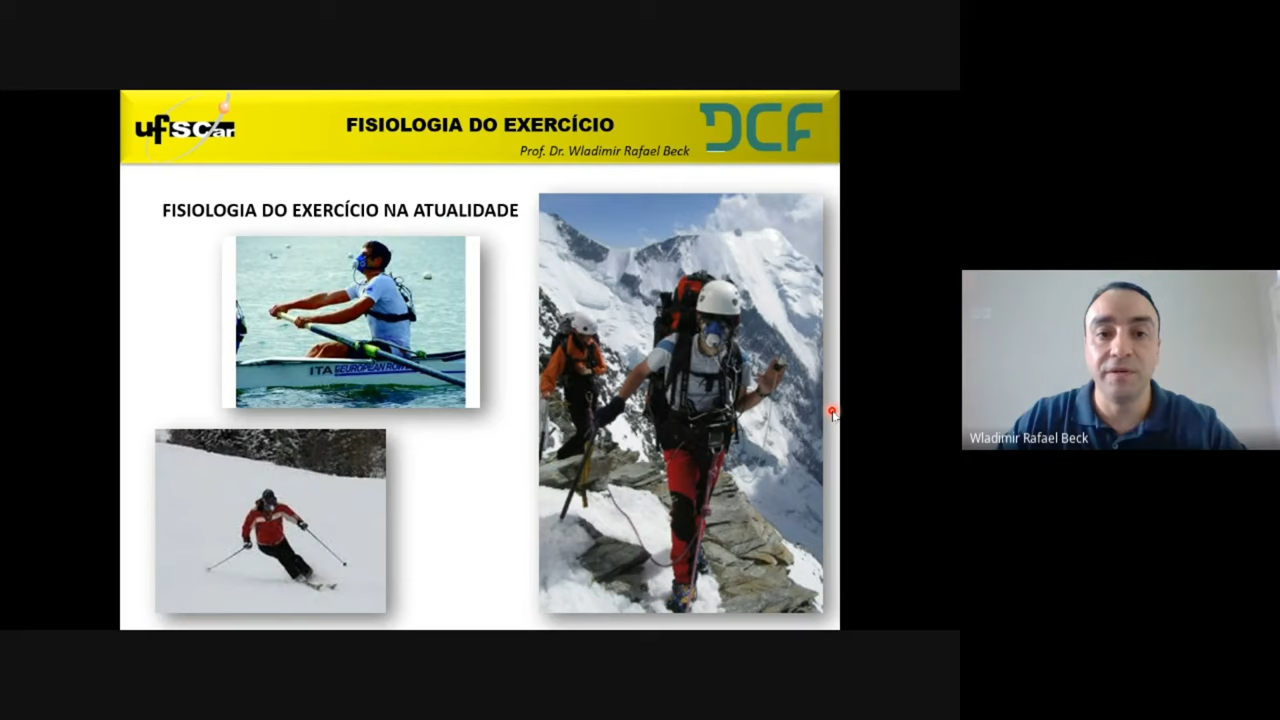 ufscar
FISIOLOGIA DO EXERCÍCIO
Prof. Dr. Wladimir Rafael Beck
DCF
FISIOLOGIA DO EXERCÍCIO NA ATUALIDADE
ITA
Wladimir Rafael Beck